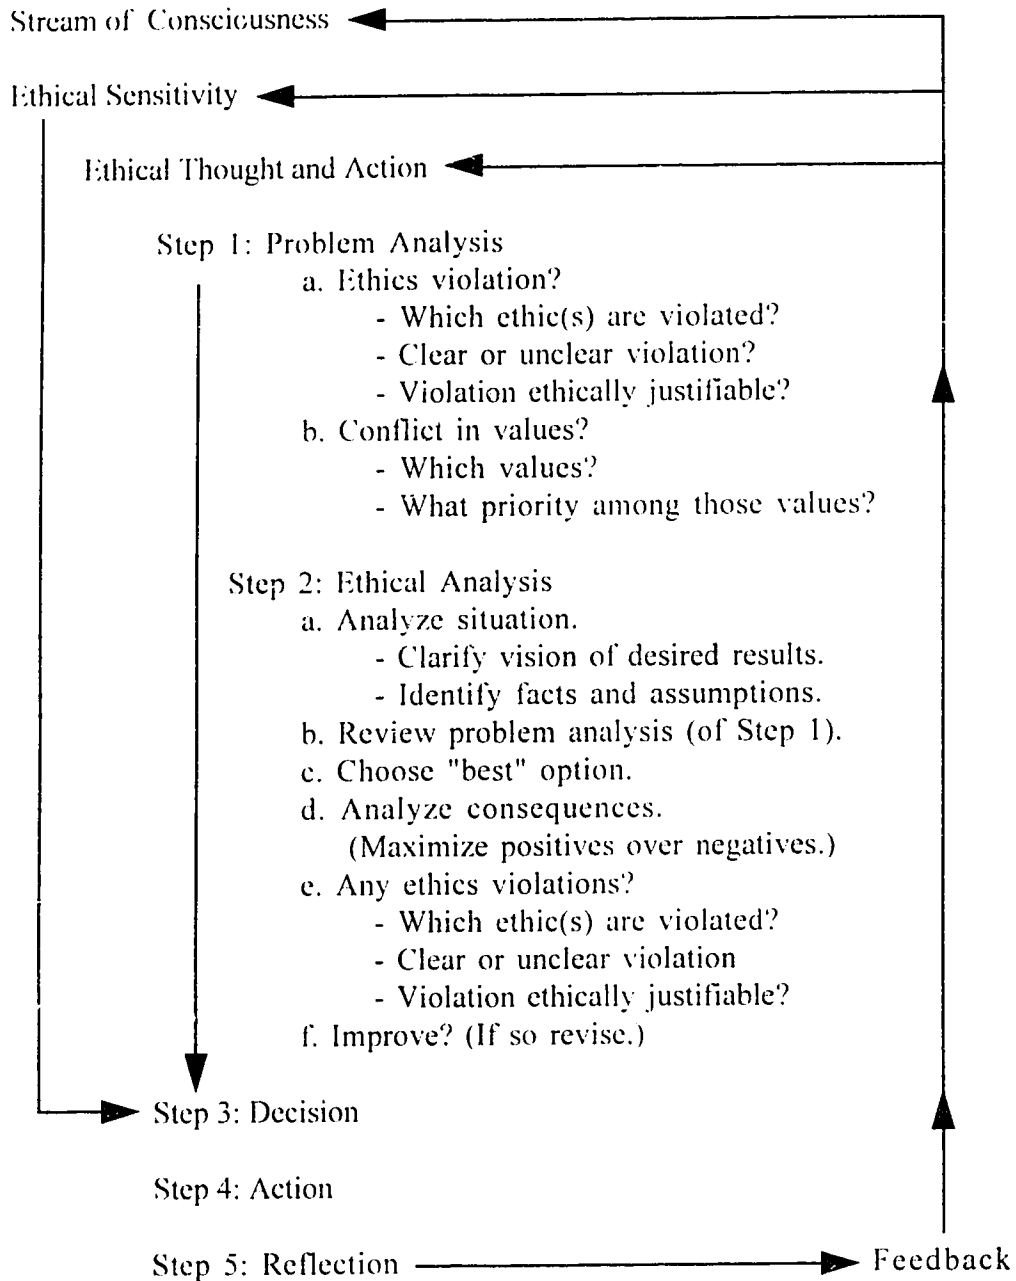 Stream of Consciousness
Ethical Sensitivity
Ethical Thought and Action
Step 1: Problem Analysis
a. Ethics violation?
- Which ethic(s) are violated?
- Clear or unclear violation?
- Violation ethically justifiable?
b. Conflict in values?
- Which values?
- What priority among those values?
Step 2: Ethical Analysis
a. Analyze situation.
- Clarify vision of desired results.
- Identify facts and assumptions.
b. Review problem analysis (of Step 1).
c. Choose "best" option.
d. Analyze consequences.
(Maximize positives over negatives.)
e. Any ethics violations?
- Which ethic(s) are violated?
- Clear or unclear violation
- Violation ethically justifiable?
f. Improve? (If so revise.)
Step 3: Decision
Step 4: Action
Step 5: Reflection
Feedback